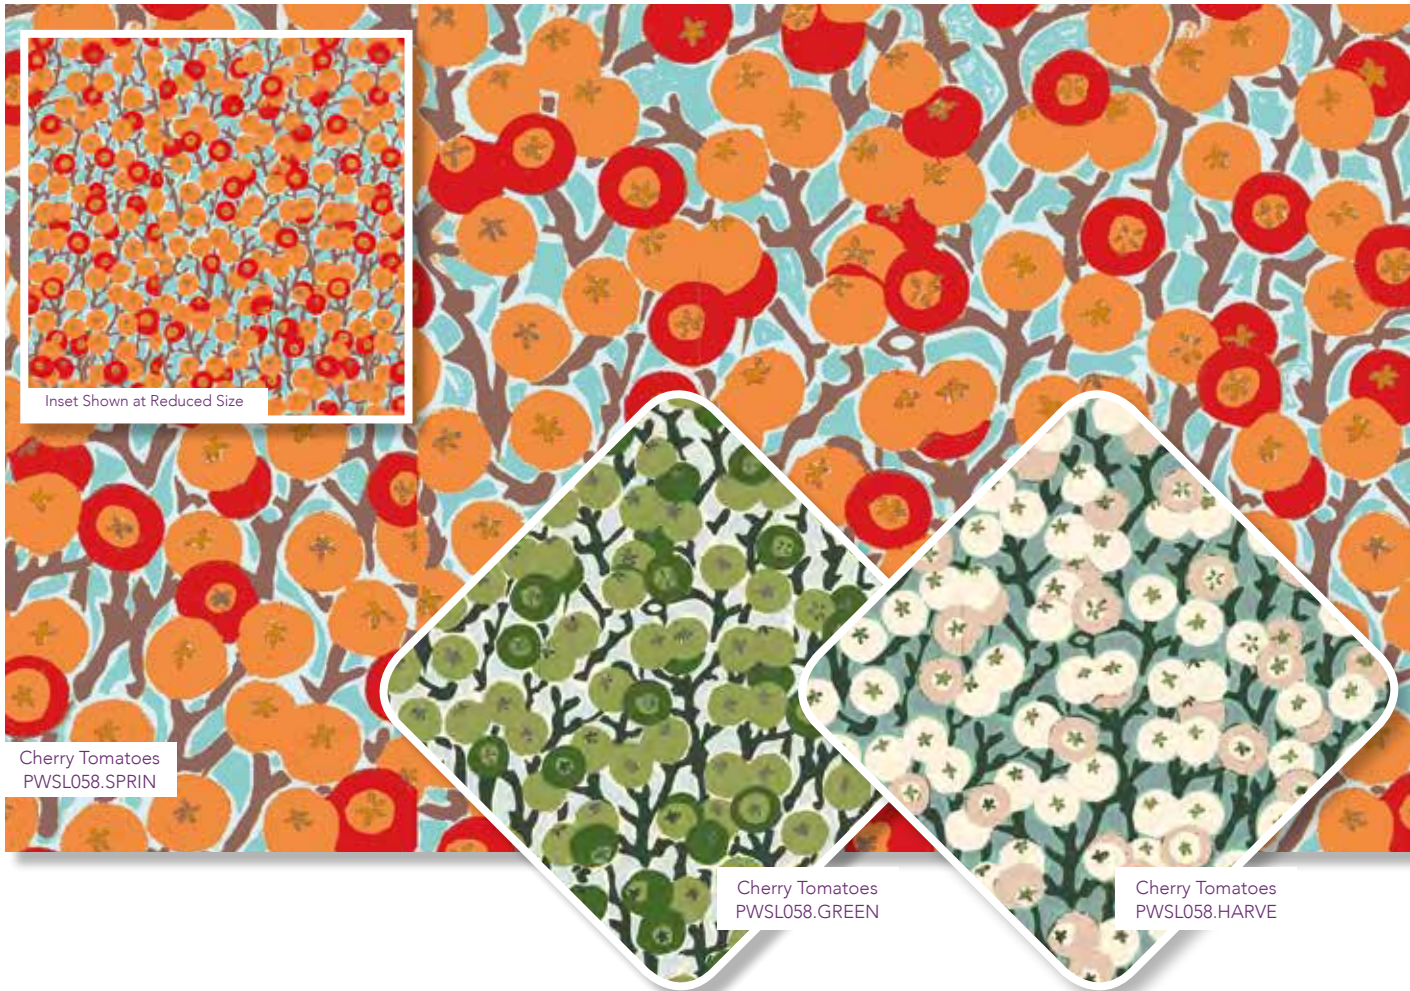 Inset Shown at Reduced Size
Cherry Tomatoes
PWSL058.SPRIN
Cherry Tomatoes
PWSL058.GREEN
Cherry Tomatoes
PWSL058.HARVE